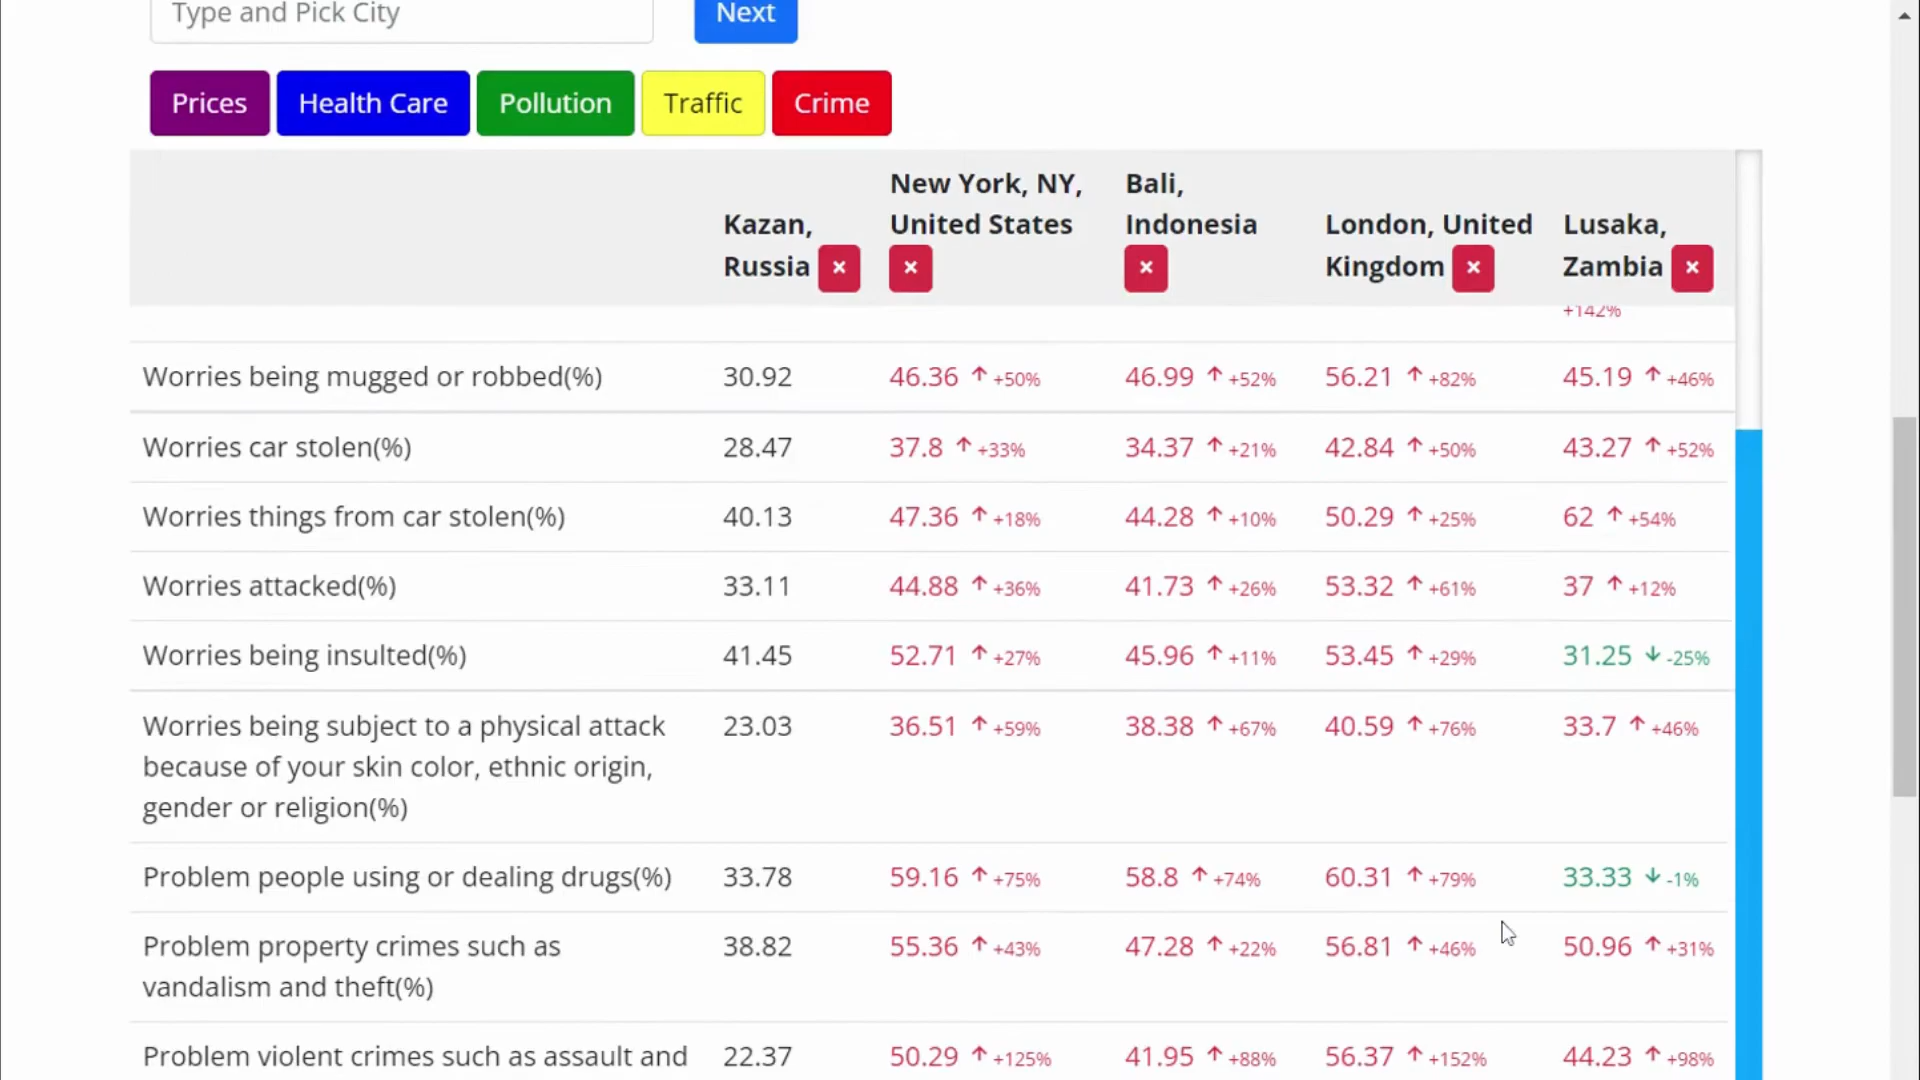 Type and Pick City Next
Prices Health Care Pollution Traffic Crime
New York, NY, Bali,
Kazan, United States Indonesia London, United Lusaka,
Russia × × × Kingdom × Zambia ×
+142%
Worries being mugged or robbed(%) 30.92 46.36 ↑ +50% 46.99 ↑ +52% 56.21 ↑ +82% 45.19 ↑ +46%
Worries car stolen(%) 28.47 37.8 ↑ +33% 34.37 ↑ +21% 42.84 ↑ +50% 43.27 ↑ +52%
Worries things from car stolen(%) 40.13 47.36 ↑ +18% 44.28 ↑ +10% 50.29 ↑ +25% 62 ↑ +54%
Worries attacked(%) 33.11 44.88 ↑ +36% 41.73 ↑ +26% 53.32 ↑ +61% 37 ↑ +12%
Worries being insulted(%) 41.45 52.71 ↑ +27% 45.96 ↑ +11% 53.45 ↑ +29% 31.25 ↓ -25%
Worries being subject to a physical attack 23.03 36.51 ↑ +59% 38.38 ↑ +67% 40.59 ↑ +76% 33.7 ↑ +46%
because of your skin color, ethnic origin,
gender or religion(%)
Problem people using or dealing drugs(%) 33.78 59.16 ↑ +75% 58.8 ↑ +74% 60.31 ↑ +79% 33.33 ↓ -1%
Problem property crimes such as 38.82 55.36 ↑ +43% 47.28 ↑ +22% 56.81 ↑ +46% 50.96 ↑ +31%
vandalism and theft(%)
Problem violent crimes such as assault and 22.37 50.29 ↑ +125% 41.95 ↑ +88% 56.37 ↑ +152% 44.23 ↑ +98%